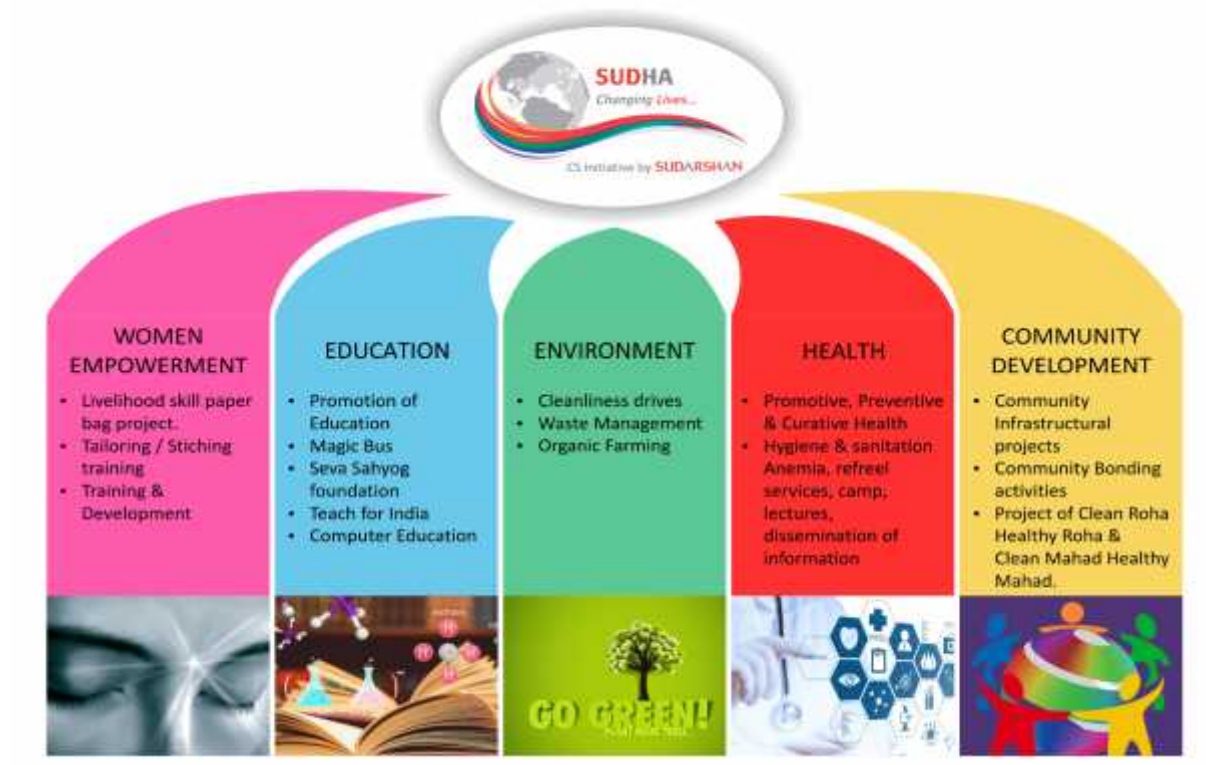 SUDHA
Changing Lives...
CS Initiative by SUDARSHAN
WOMEN
EMPOWERMENT
• Livelihood skill paper
bag project.
• Tailoring / Stiching
training
• Training &
Development
EDUCATION
• Promotion of
Education
• Magic Bus
• Seva Sahyog
foundation
• Teach for India
• Computer Education
ENVIRONMENT
• Cleanliness drives
• Waste Management
• Organic Farming
HEALTH
• Promotive, Preventive
& Curative Health
• Hygiene & sanitation
Anemia, refreel
services, camp,
lectures,
dissemination of
information
COMMUNITY
DEVELOPMENT
• Community
Infrastructural
projects
• Community Bonding
activities
• Project of Clean Roha
Healthy Roha &
Clean Mahad Healthy
Mahad.
GO GREEN!